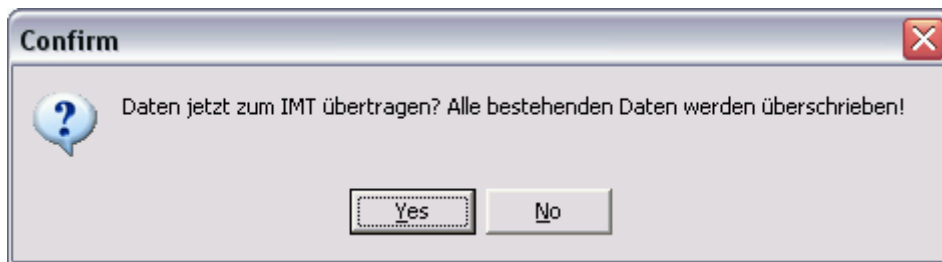 Confirm
?
Daten jetzt zum IMT übertragen? Alle bestehenden Daten werden überschrieben!
Yes
No